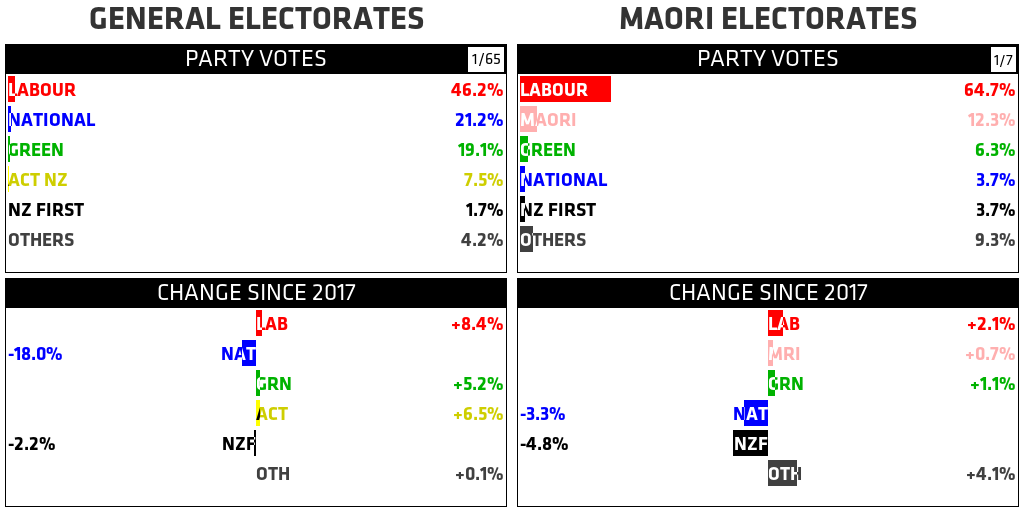 GENERAL ELECTORATES
PARTY VOTES 1/65
LABOUR 46.2%
NATIONAL 21.2%
GREEN 19.1%
ACT NZ 7.5%
NZ FIRST 1.7%
OTHERS 4.2%
CHANGE SINCE 2017
LAB +8.4%
-18.0% NAT
GRN +5.2%
ACT +6.5%
-2.2% NZF
OTH +0.1%
MAORI ELECTORATES
PARTY VOTES 1/7
LABOUR 64.7%
MAORI 12.3%
GREEN 6.3%
NATIONAL 3.7%
NZ FIRST 3.7%
OTHERS 9.3%
CHANGE SINCE 2017
LAB +2.1%
MRI +0.7%
GRN +1.1%
-3.3% NAT
-4.8% NZF
OTH +4.1%